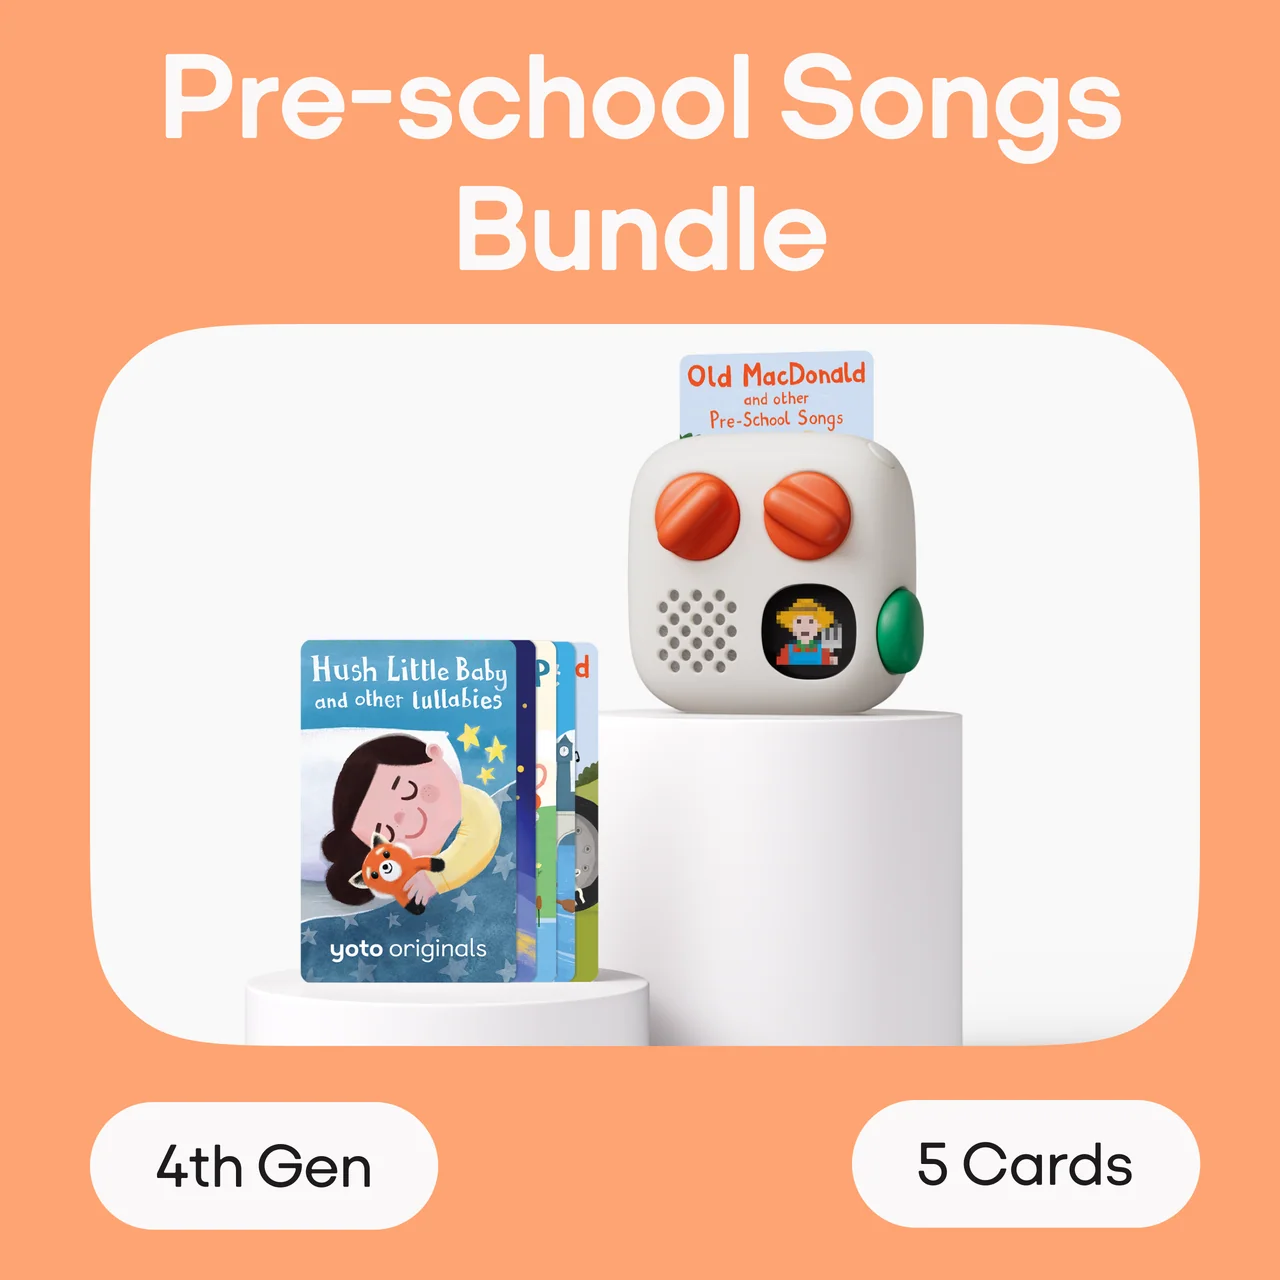 Pre-school Songs
Bundle
Old MacDonald
and other
Pre-School Songs
Hush Little Baby
and other lullabies
yoto originals
4th Gen
5 Cards